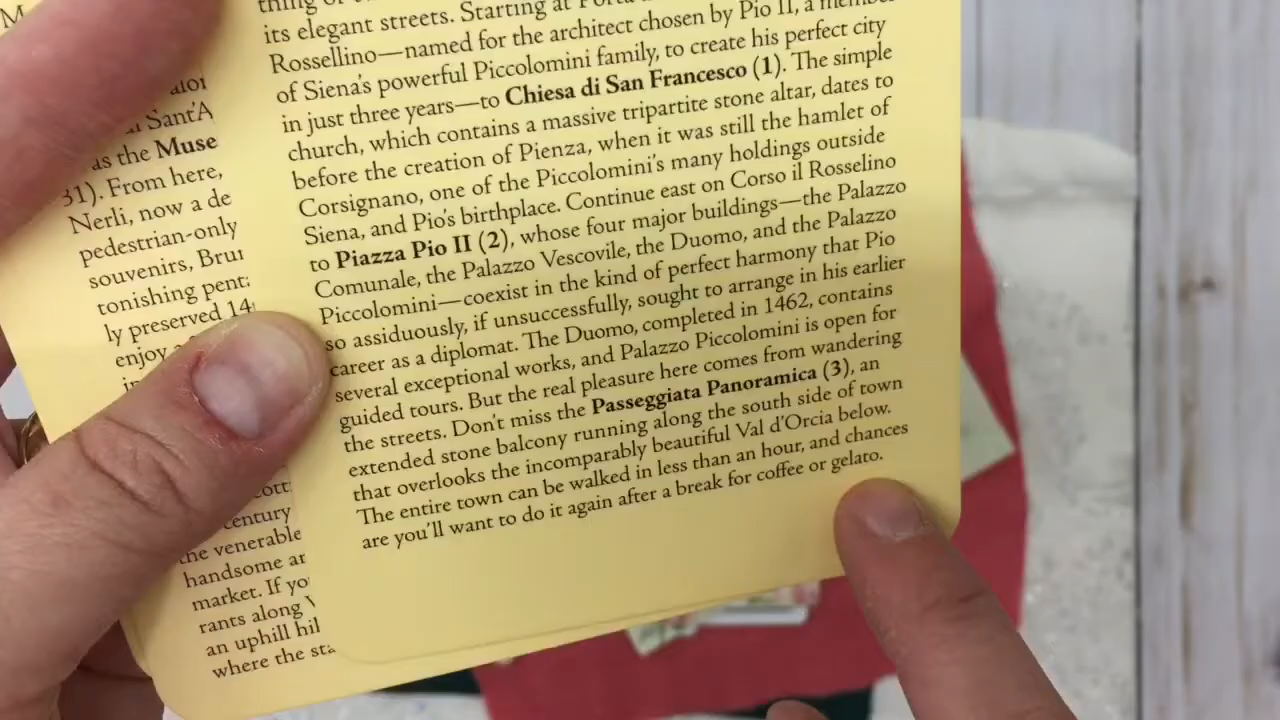 its elegant streets. Starting at Porta
Rossellino—named for the architect chosen by Pio II, a member
of Siena's powerful Piccolomini family, to create his perfect city
in just three years—to Chiesa di San Francesco (1). The simple
church, which contains a massive tripartite stone altar, dates to
before the creation of Pienza, when it was still the hamlet of
Corsignano, one of the Piccolomini's many holdings outside
Siena, and Pio's birthplace. Continue east on Corso il Rosselino
to Piazza Pio II (2), whose four major buildings—the Palazzo
Comunale, the Palazzo Vescovile, the Duomo, and the Palazzo
Piccolomini—coexist in the kind of perfect harmony that Pio
so assiduously, if unsuccessfully, sought to arrange in his earlier
career as a diplomat. The Duomo, completed in 1462, contains
several exceptional works, and Palazzo Piccolomini is open for
guided tours. But the real pleasure here comes from wandering
the streets. Don't miss the Passeggiata Panoramica (3), an
extended stone balcony running along the south side of town
that overlooks the incomparably beautiful Val d'Orcia below.
The entire town can be walked in less than an hour, and chances
are you'll want to do it again after a break for coffee or gelato.
Sant'A
as the Muse
31). From here,
Nerli, now a de
pedestrian-only
souvenirs, Bru
tonishing pent
ly preserved 14
enjoy
century
the venerable
handsome ar
market. If yo
rants along V
an uphill hil
where the sta